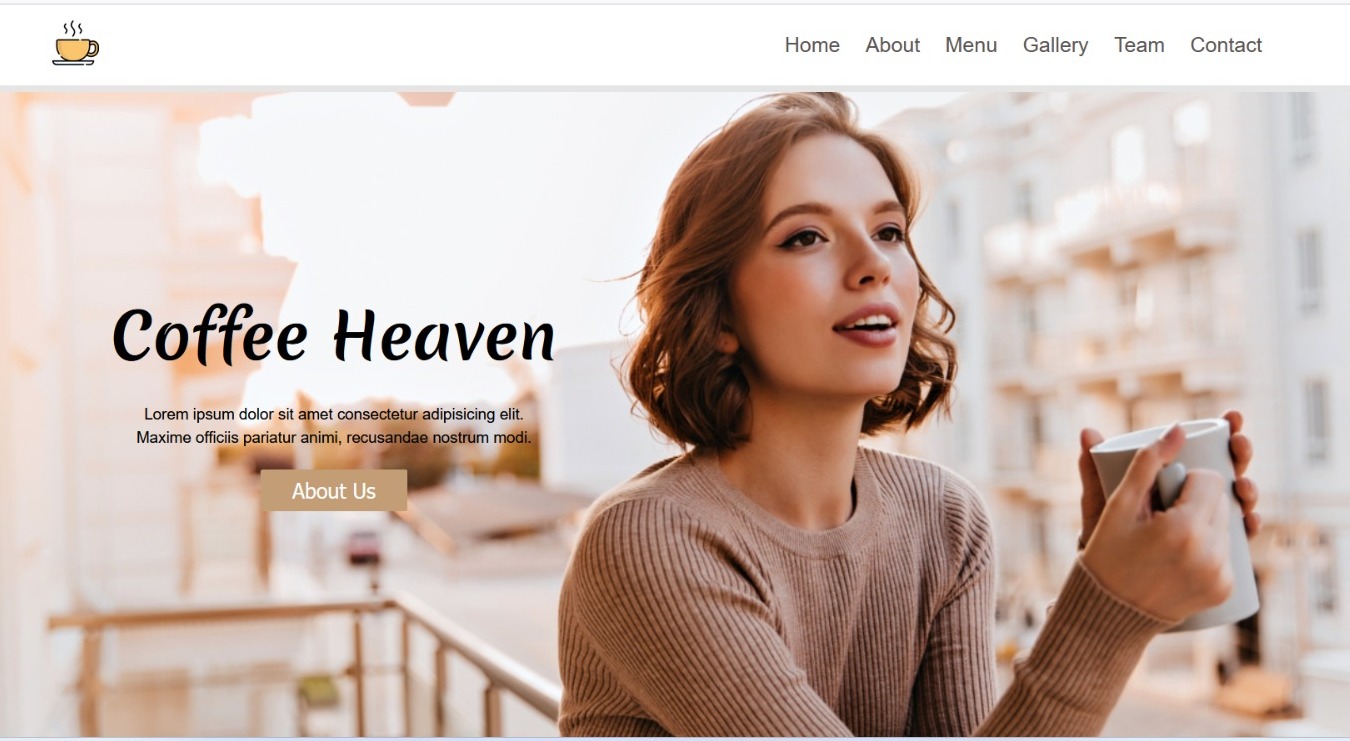 Home About Menu Gallery Team Contact
Coffee Heaven
Lorem ipsum dolor sit amet consectetur adipisicing elit.
Maxime officiis pariatur animi, recusandae nostrum modi.
About Us